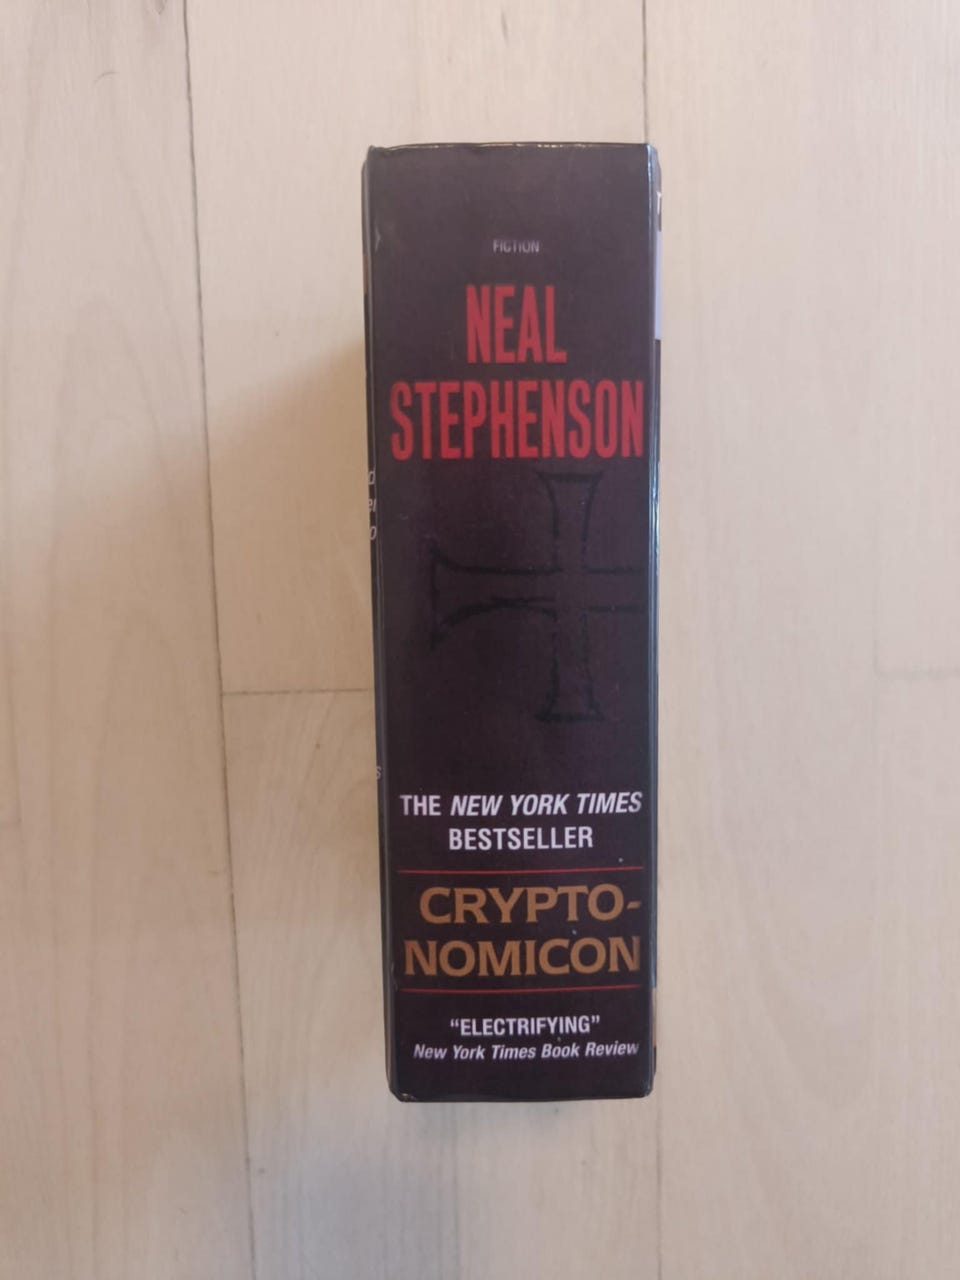 FICTION
NEAL
STEPHENSON
THE NEW YORK TIMES
BESTSELLER
CRYPTO-
NOMICON
“ELECTRIFYING”
New York Times Book Review